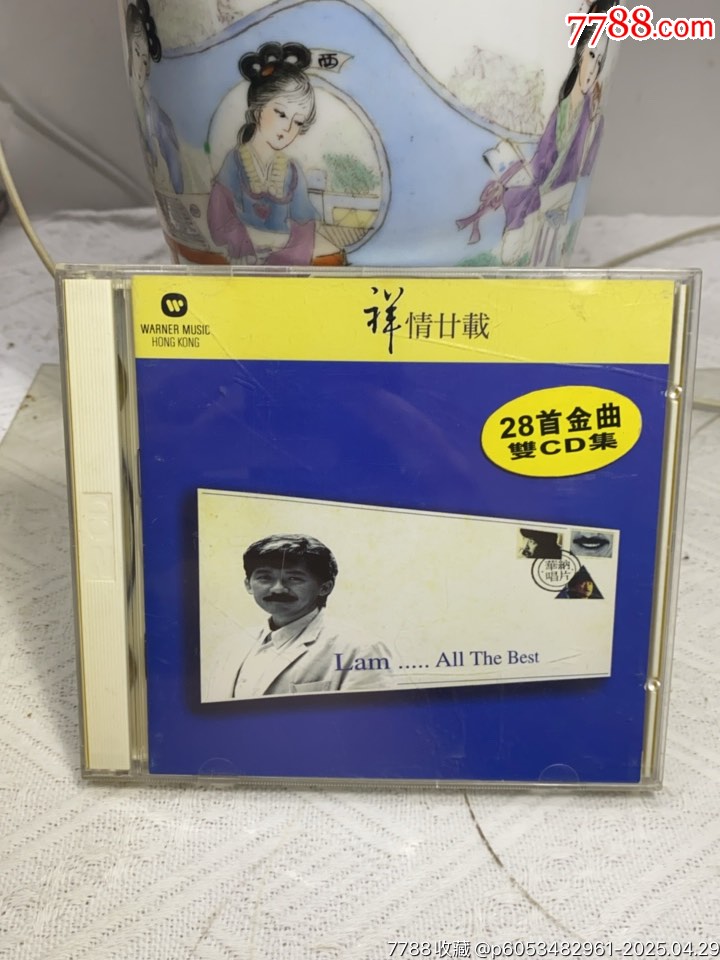 7788.com
西
WARNER MUSIC
HONG KONG
祥情廿載
28首金曲
雙CD集
華納
唱片
Lam ..... All The Best
7788收藏@p6053482961-2025.04.29